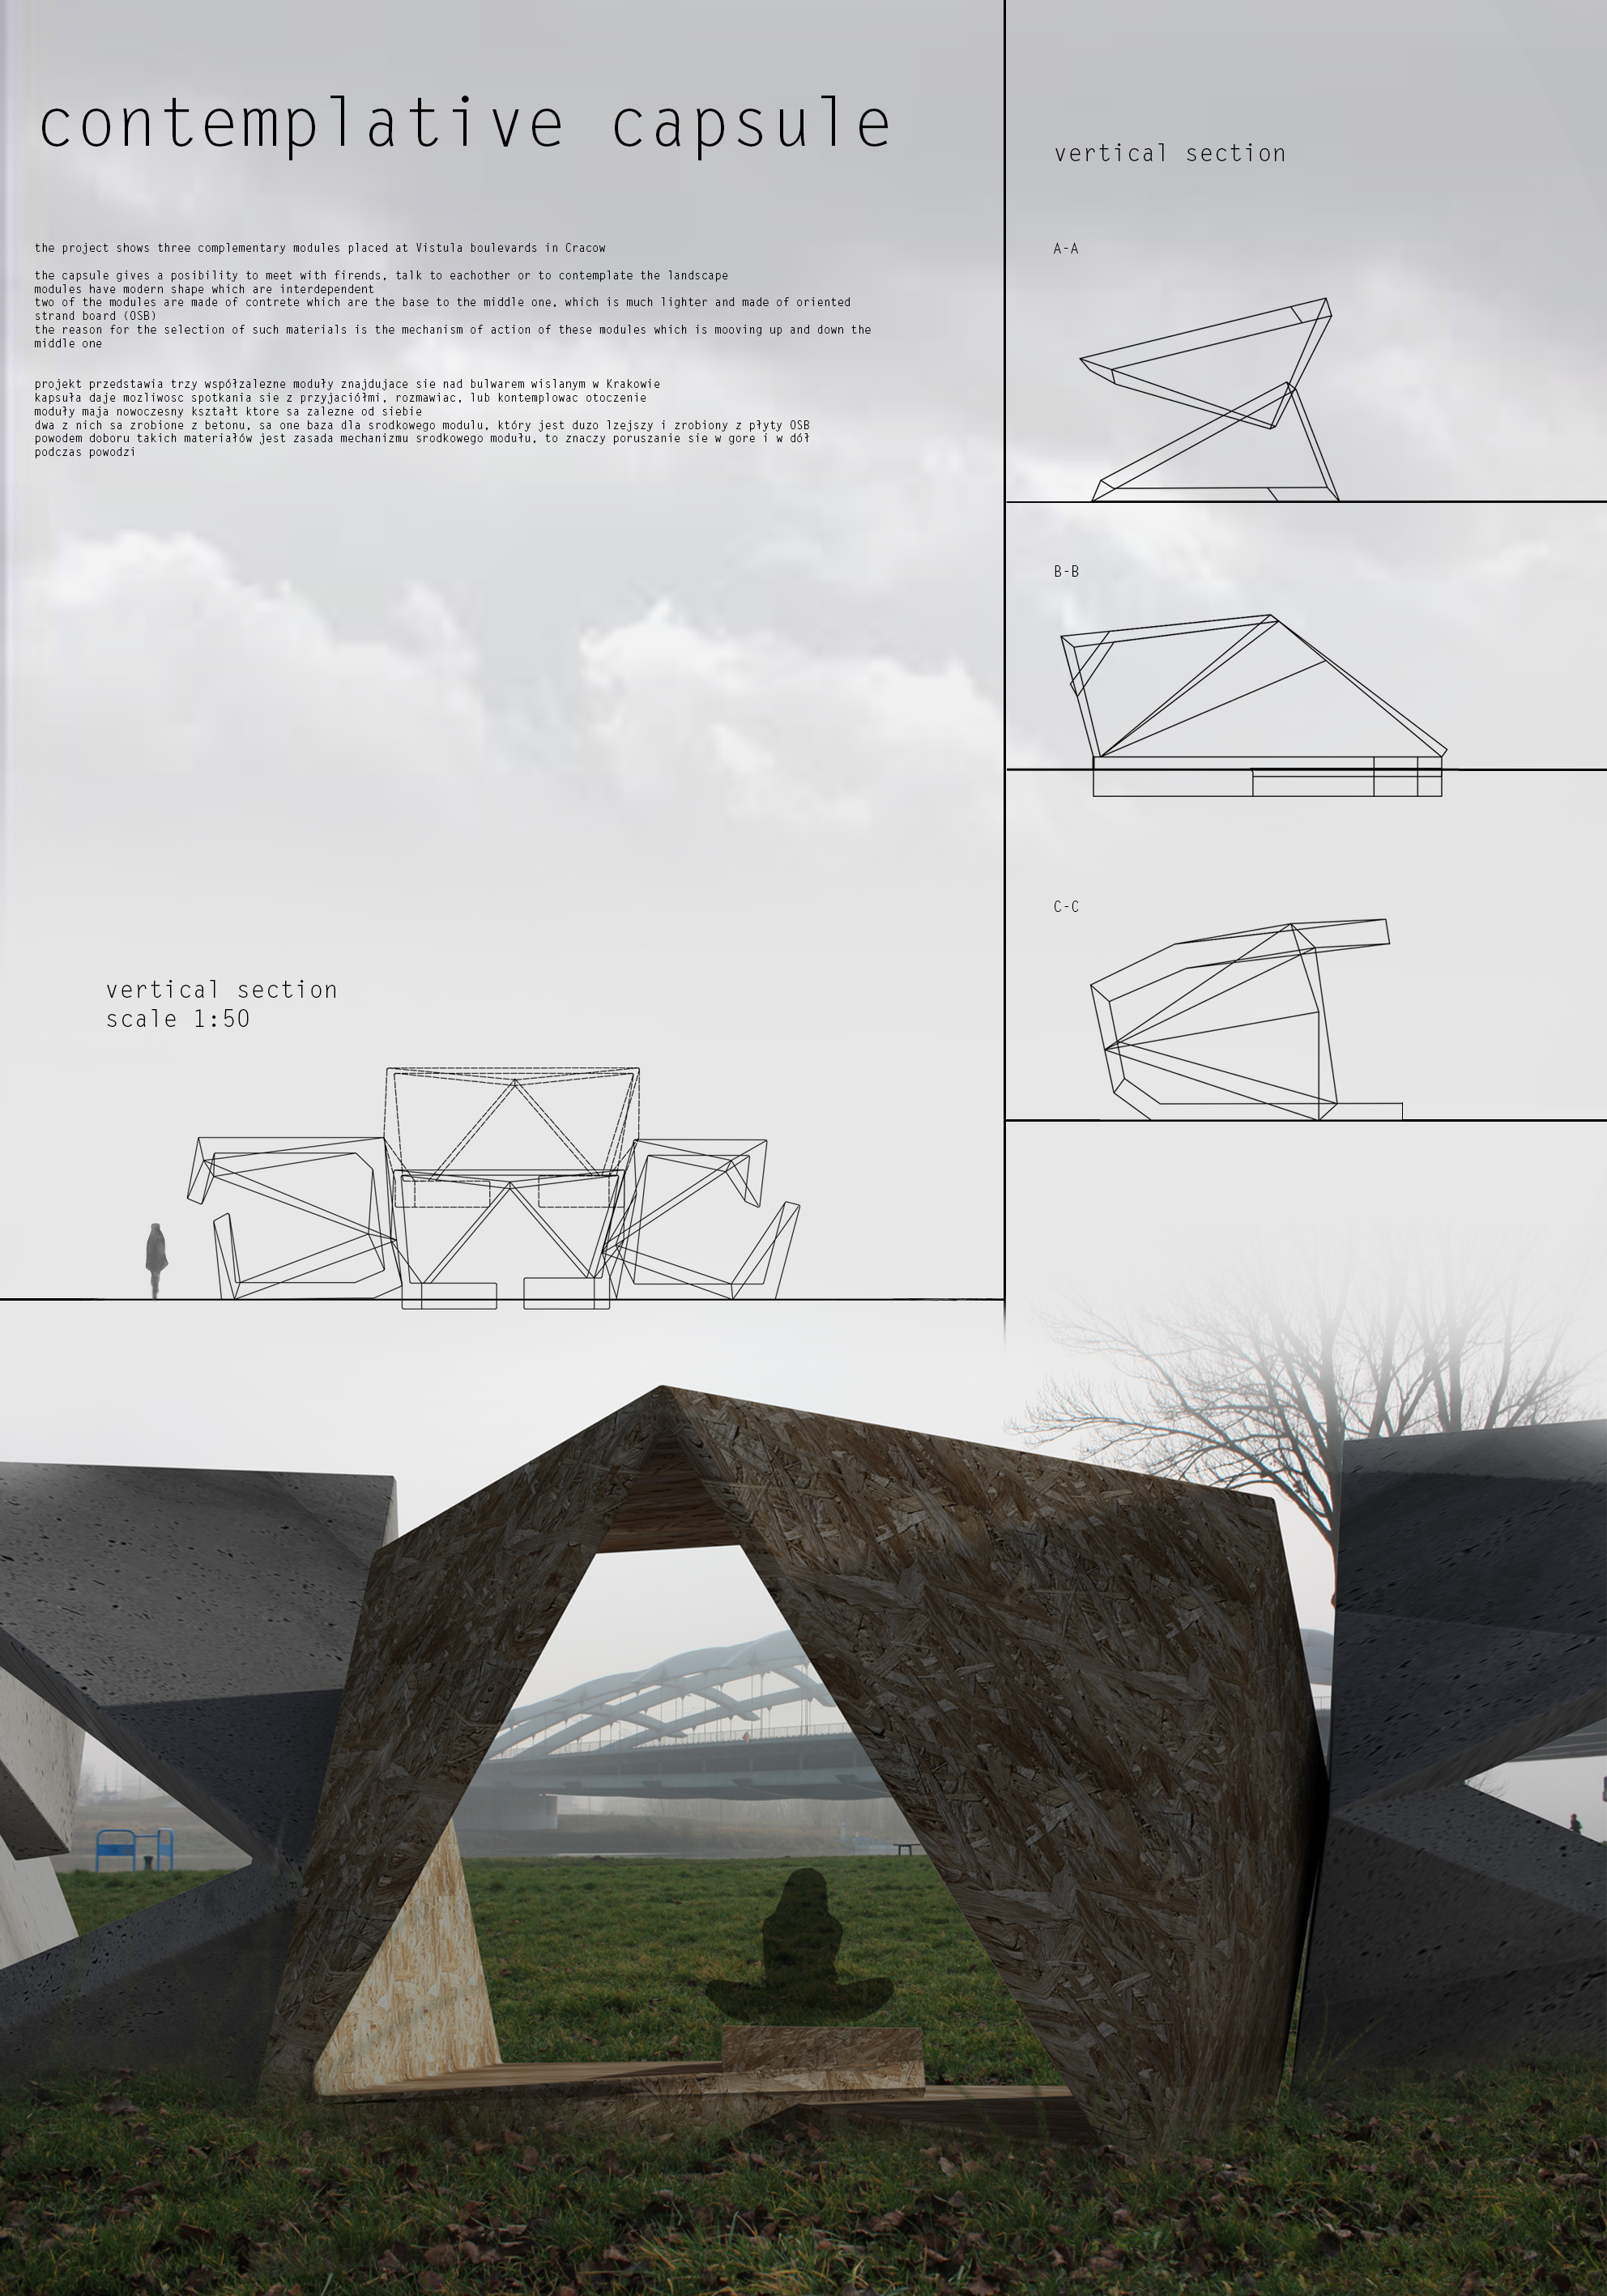 contemplative capsule
the project shows three complementary modules placed at Vistula boulevards in Cracow
the capsule gives a posibility to meet with firends, talk to eachother or to contemplate the landscape
modules have modern shape which are interdependent
two of the modules are made of contrete which are the base to the middle one, which is much lighter and made of oriented
strand board (OSB)
the reason for the selection of such materials is the mechanism of action of these modules which is mooving up and down the
middle one
projekt przedstawia trzy współzalezne moduły znajdujace sie nad bulwarem wislanym w Krakowie
kapsuła daje mozliwosc spotkania sie z przyjaciółmi, rozmawiac, lub kontemplowac otoczenie
moduły maja nowoczesny kształt ktore sa zalezne od siebie
dwa z nich sa zrobione z betonu, sa one baza dla srodkowego modulu, który jest duzo lzejszy i zrobiony z płyty OSB
powodem doboru takich materiałów jest zasada mechanizmu srodkowego modułu, to znaczy poruszanie sie w gore i w dół
podczas powodzi
vertical section
scale 1:50
vertical section
A-A
B-B
C-C